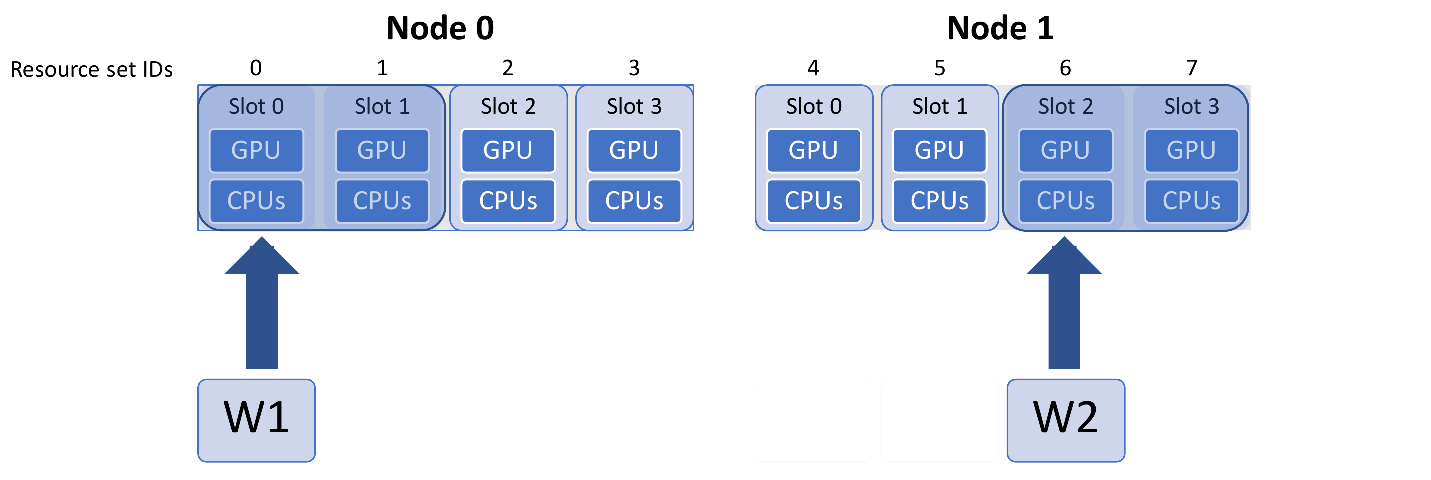 Node 0 Node 1
Resource set IDs 0 1 2 3 4 5 6 7
Slot 0 Slot 1 Slot 2 Slot 3 Slot 0 Slot 1 Slot 2 Slot 3
GPU GPU GPU GPU GPU GPU GPU GPU
CPUs CPUs CPUs CPUs CPUs CPUs CPUs CPUs
W1 W2